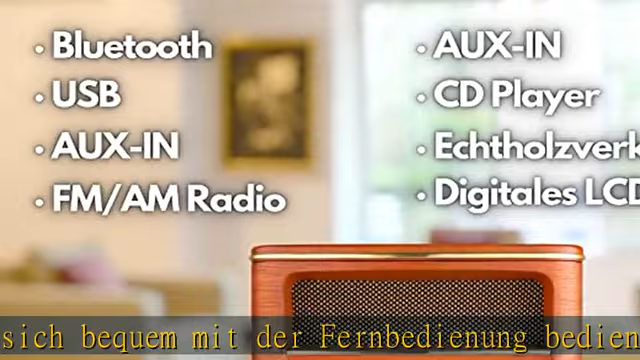 • Bluetooth
• USB
• AUX-IN
• FM/AM Radio
• AUX-IN
• CD Player
• Echtholzverk
• Digitales LCD
sich bequem mit der Fernbedienung bedien